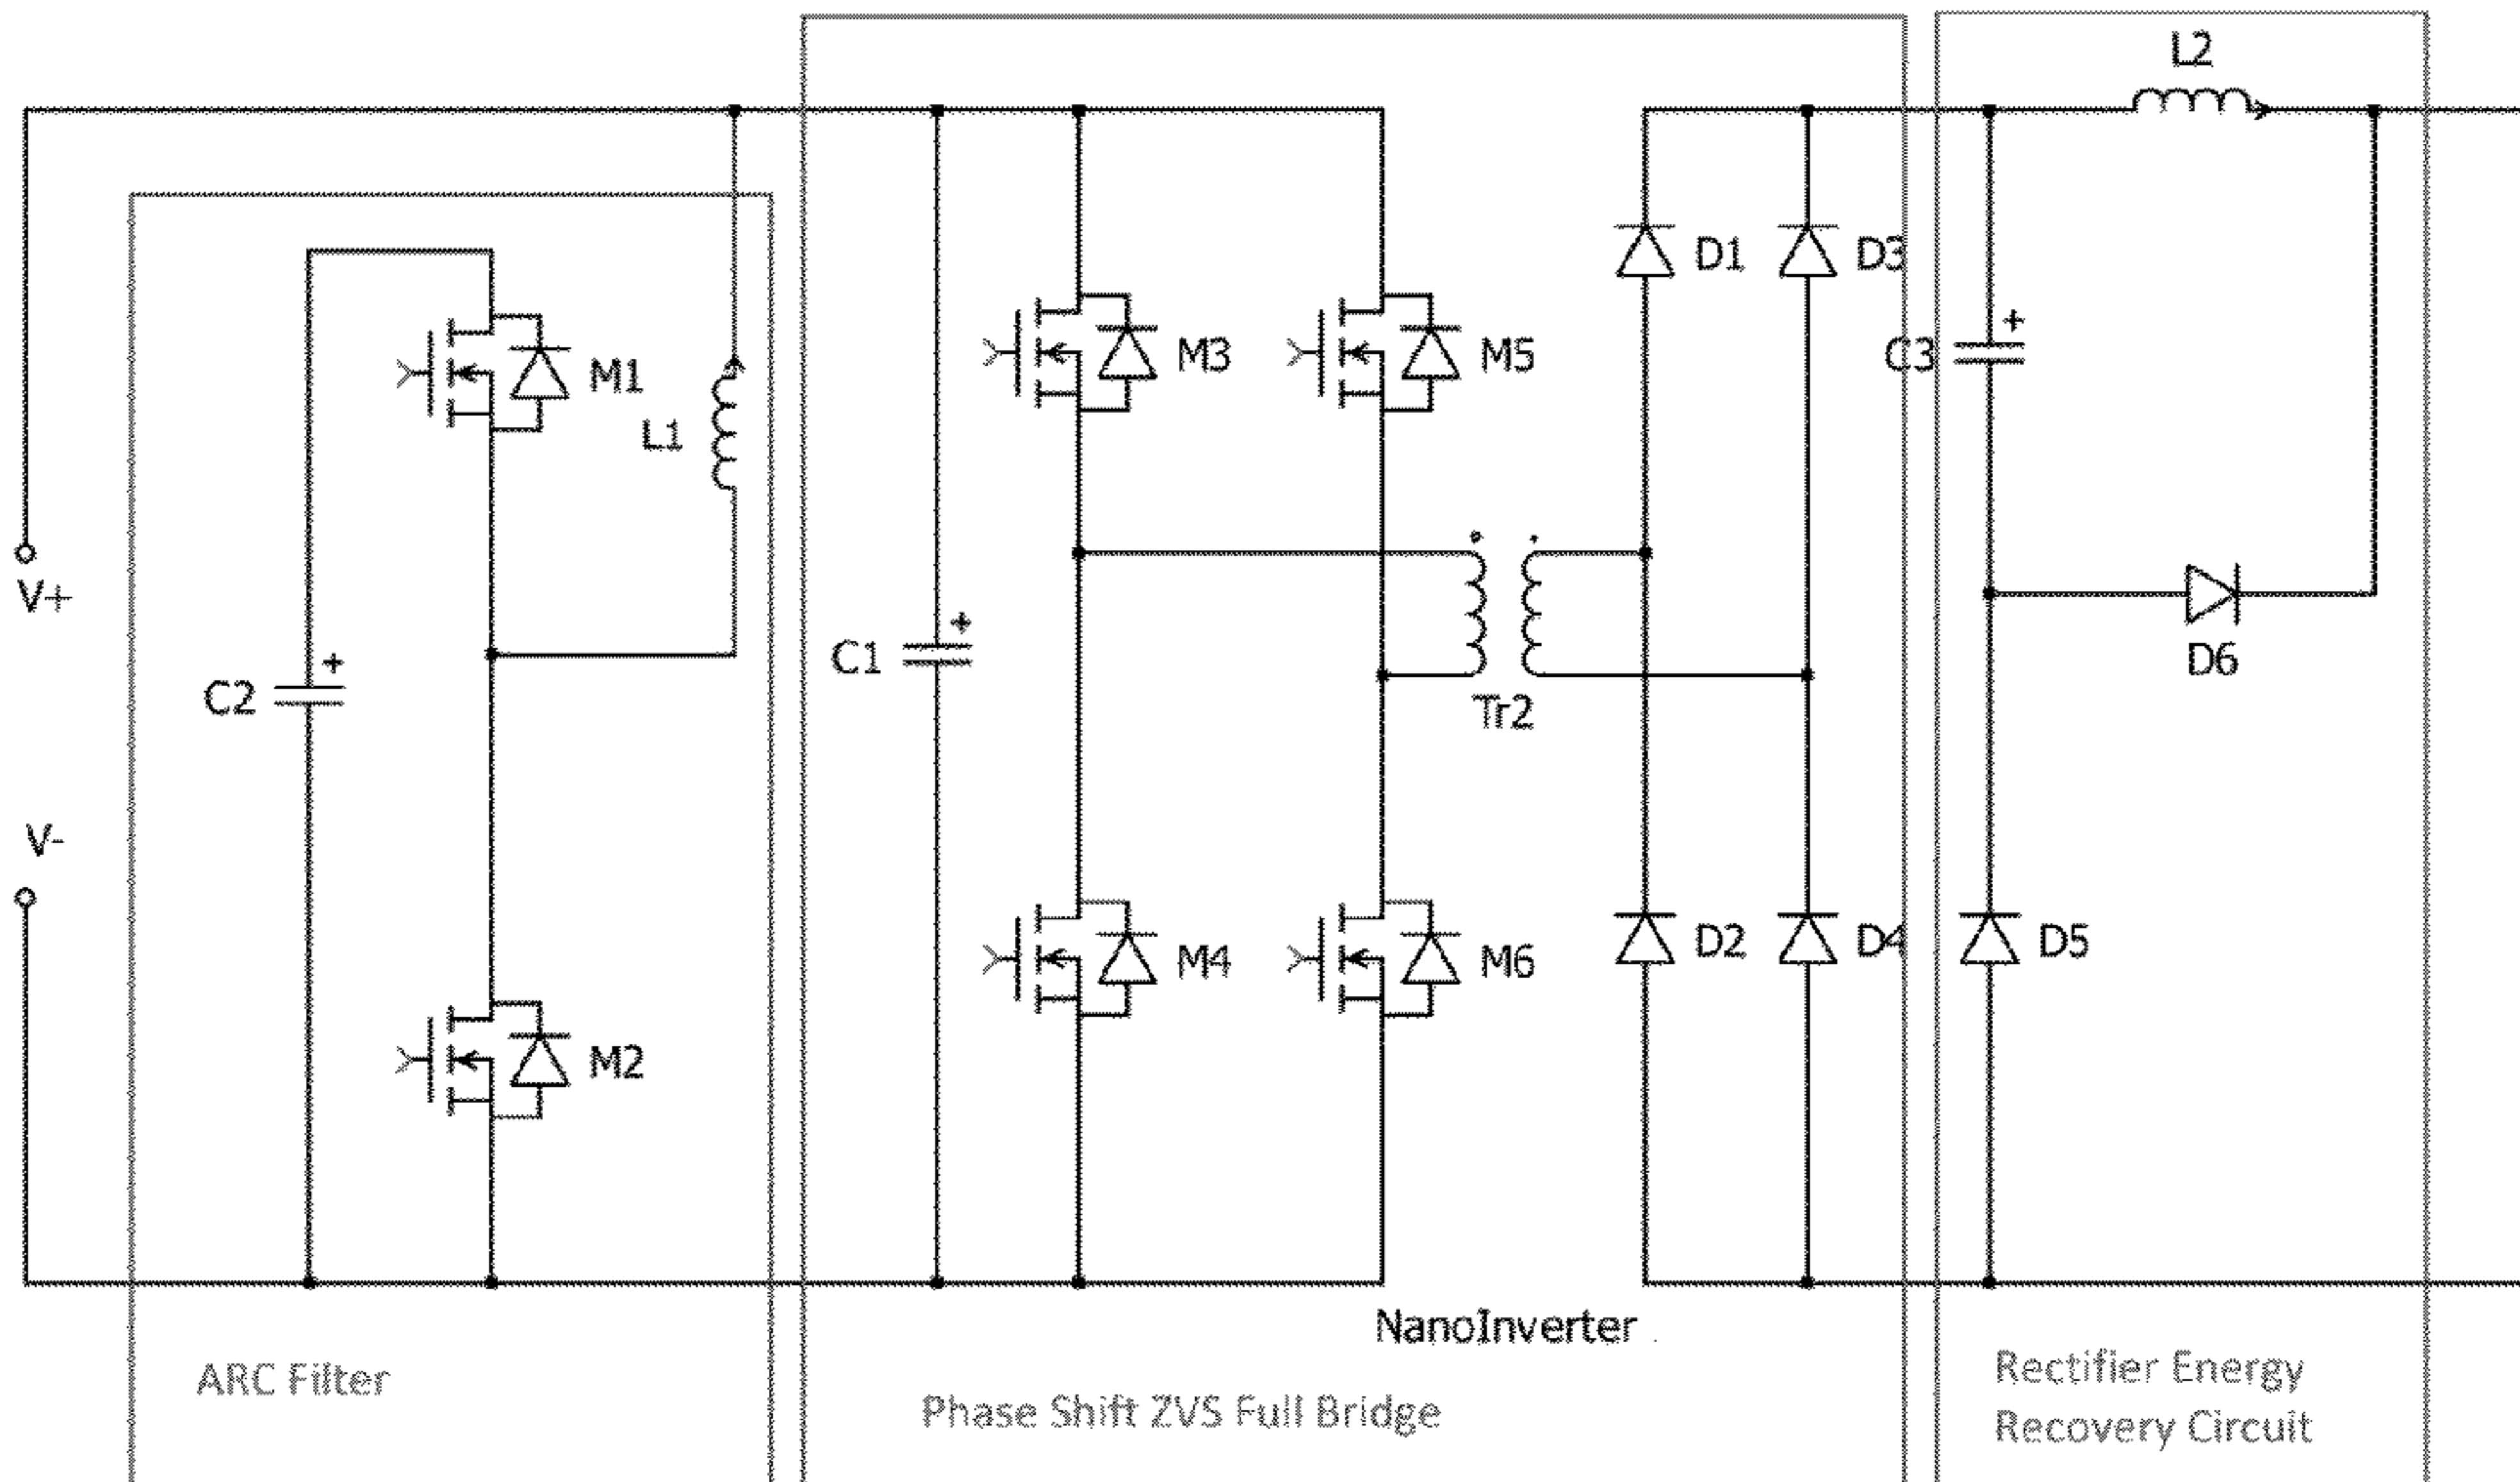 L2
D1
D3
M3
M5
C3
M1
L1
V+
C1
D6
C2
Tr2
V-
D2
D4
D5
M4
M6
M2
NanoInverter
ARC Filter
Phase Shift ZVS Full Bridge
Rectifier Energy
Recovery Circuit